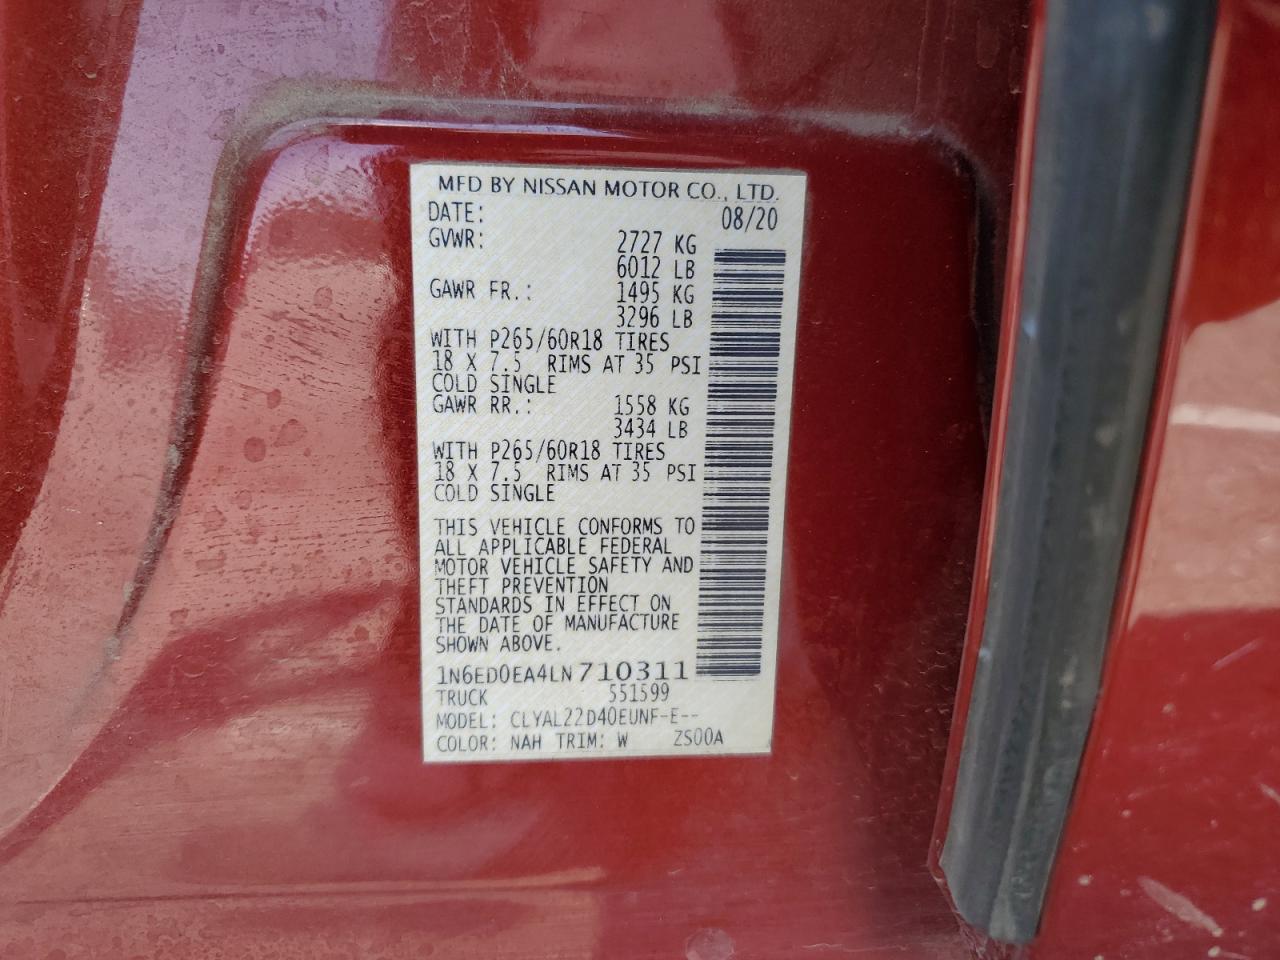 MFD BY NISSAN MOTOR CO., LTD.
DATE: 08/20
GVWR: 2727 KG
6012 LB
GAWR FR.: 1495 KG
3296 LB
WITH P265/60R18 TIRES
18 X 7.5 RIMS AT 35 PSI
COLD SINGLE
GAWR RR.: 1558 KG
3434 LB
WITH P265/60R18 TIRES
18 X 7.5 RIMS AT 35 PSI
COLD SINGLE
THIS VEHICLE CONFORMS TO
ALL APPLICABLE FEDERAL
MOTOR VEHICLE SAFETY AND
THEFT PREVENTION
STANDARDS IN EFFECT ON
THE DATE OF MANUFACTURE
SHOWN ABOVE.
1N6ED0EA4LN710311
TRUCK 551599
MODEL: CLYAL22D40EUNF-E--
COLOR: NAH TRIM: W ZS00A